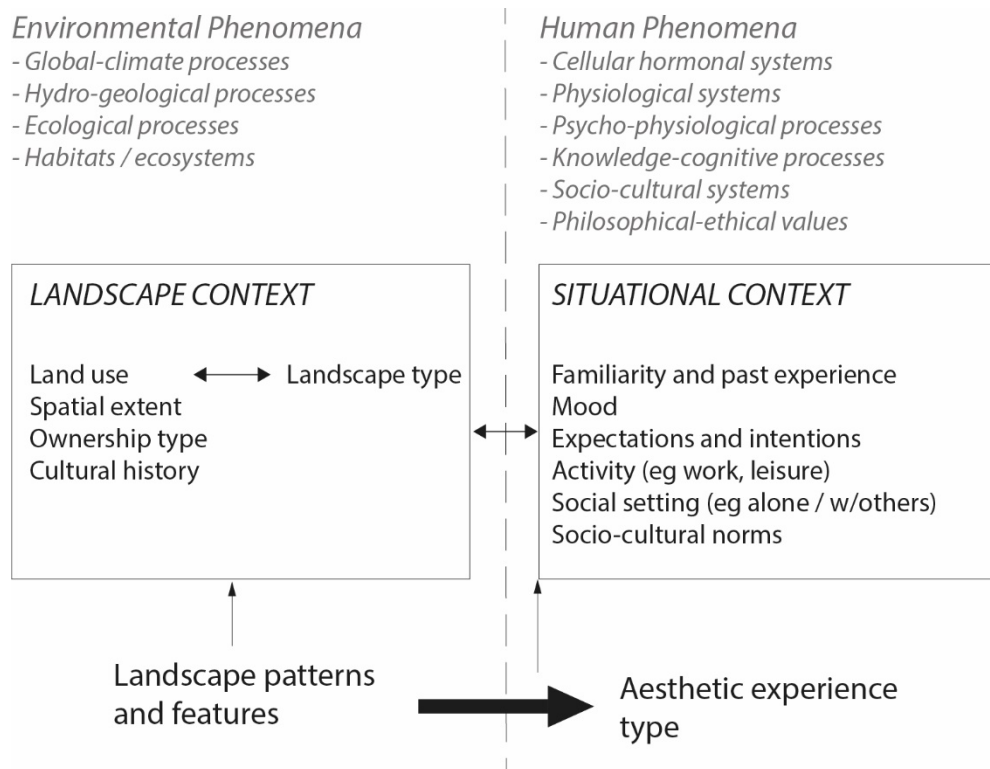 Environmental Phenomena
- Global-climate processes
- Hydro-geological processes
- Ecological processes
- Habitats / ecosystems
Human Phenomena
- Cellular hormonal systems
- Physiological systems
- Psycho-physiological processes
- Knowledge-cognitive processes
- Socio-cultural systems
- Philosophical-ethical values
LANDSCAPE CONTEXT
Land use
Landscape type
Spatial extent
Ownership type
Cultural history
SITUATIONAL CONTEXT
Familiarity and past experience
Mood
Expectations and intentions
Activity (eg work, leisure)
Social setting (eg alone / w/others)
Socio-cultural norms
Landscape patterns
and features
Aesthetic experience
type